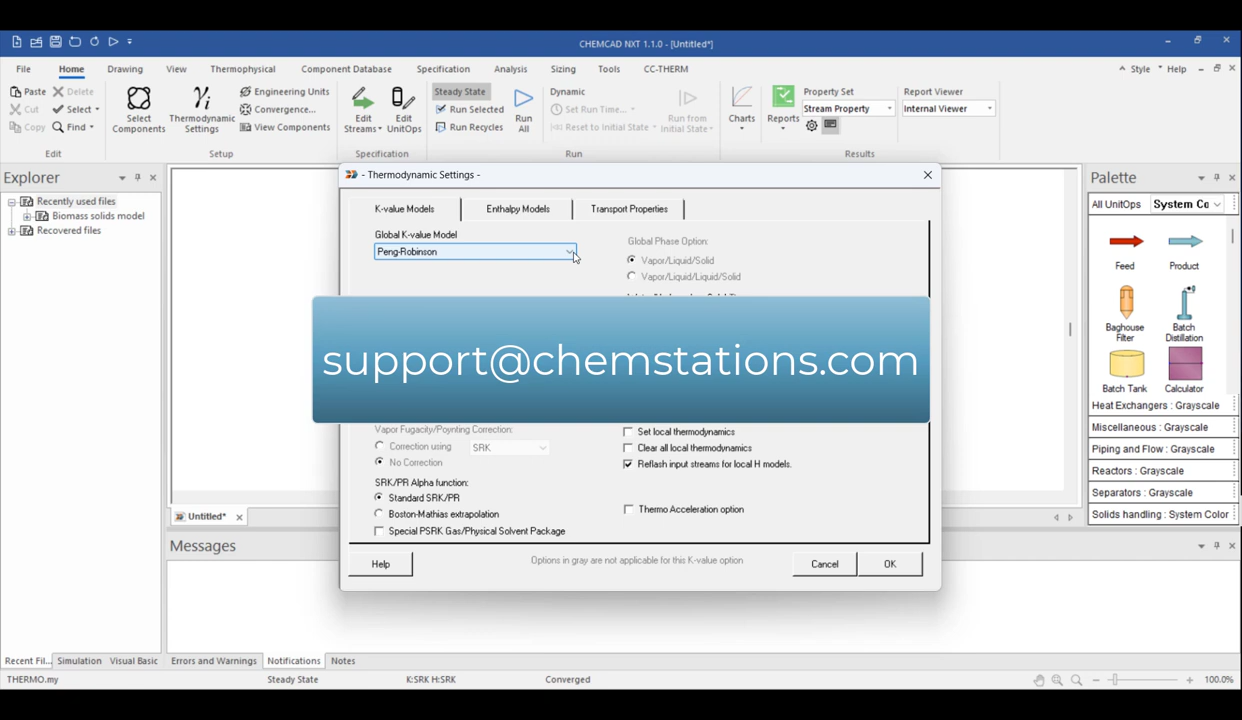 CHEMCAD NXT 1.1.0 - [Untitled*]
File Home Drawing View Thermophysical Component Database Specification Analysis Sizing Tools CC-THERM Style Help
Paste Delete
Cut Select
Copy Find
Edit
Select Components
Thermodynamic Settings
Engineering Units
Convergence...
View Components
Setup
Edit Streams
Edit UnitOps
Specification
Steady State
Run Selected
Run Recycles
Run All
Dynamic
Set Run Time...
Reset to Initial State
Run from Initial State
Run
Charts
Reports
Property Set
Stream Property
Report Viewer
Internal Viewer
Results
Explorer
Recently used files
Biomass solids model
Recovered files
- Thermodynamic Settings -
K-value Models Enthalpy Models Transport Properties
Global K-value Model
Peng-Robinson
Global Phase Option:
Vapor/Liquid/Solid
Vapor/Liquid/Liquid/Solid
support@chemstations.com
Vapor Fugacity/Poynting Correction:
Correction using SRK
No Correction
SRK/PR Alpha function:
Standard SRK/PR
Boston-Mathias extrapolation
Special PSRK Gas/Physical Solvent Package
Set local thermodynamics
Clear all local thermodynamics
Reflash input streams for local H models.
Thermo Acceleration option
Help
Options in gray are not applicable for this K-value option
Cancel OK
Palette
All UnitOps System Co
Feed Product
Baghouse Filter
Batch Distillation
Batch Tank Calculator
Heat Exchangers : Grayscale
Miscellaneous : Grayscale
Piping and Flow : Grayscale
Reactors : Grayscale
Separators : Grayscale
Solids handling : System Color
Untitled*
Messages
Recent Fil... Simulation Visual Basic Errors and Warnings Notifications Notes
THERMO.my Steady State K:SRK H:SRK Converged 100.0%